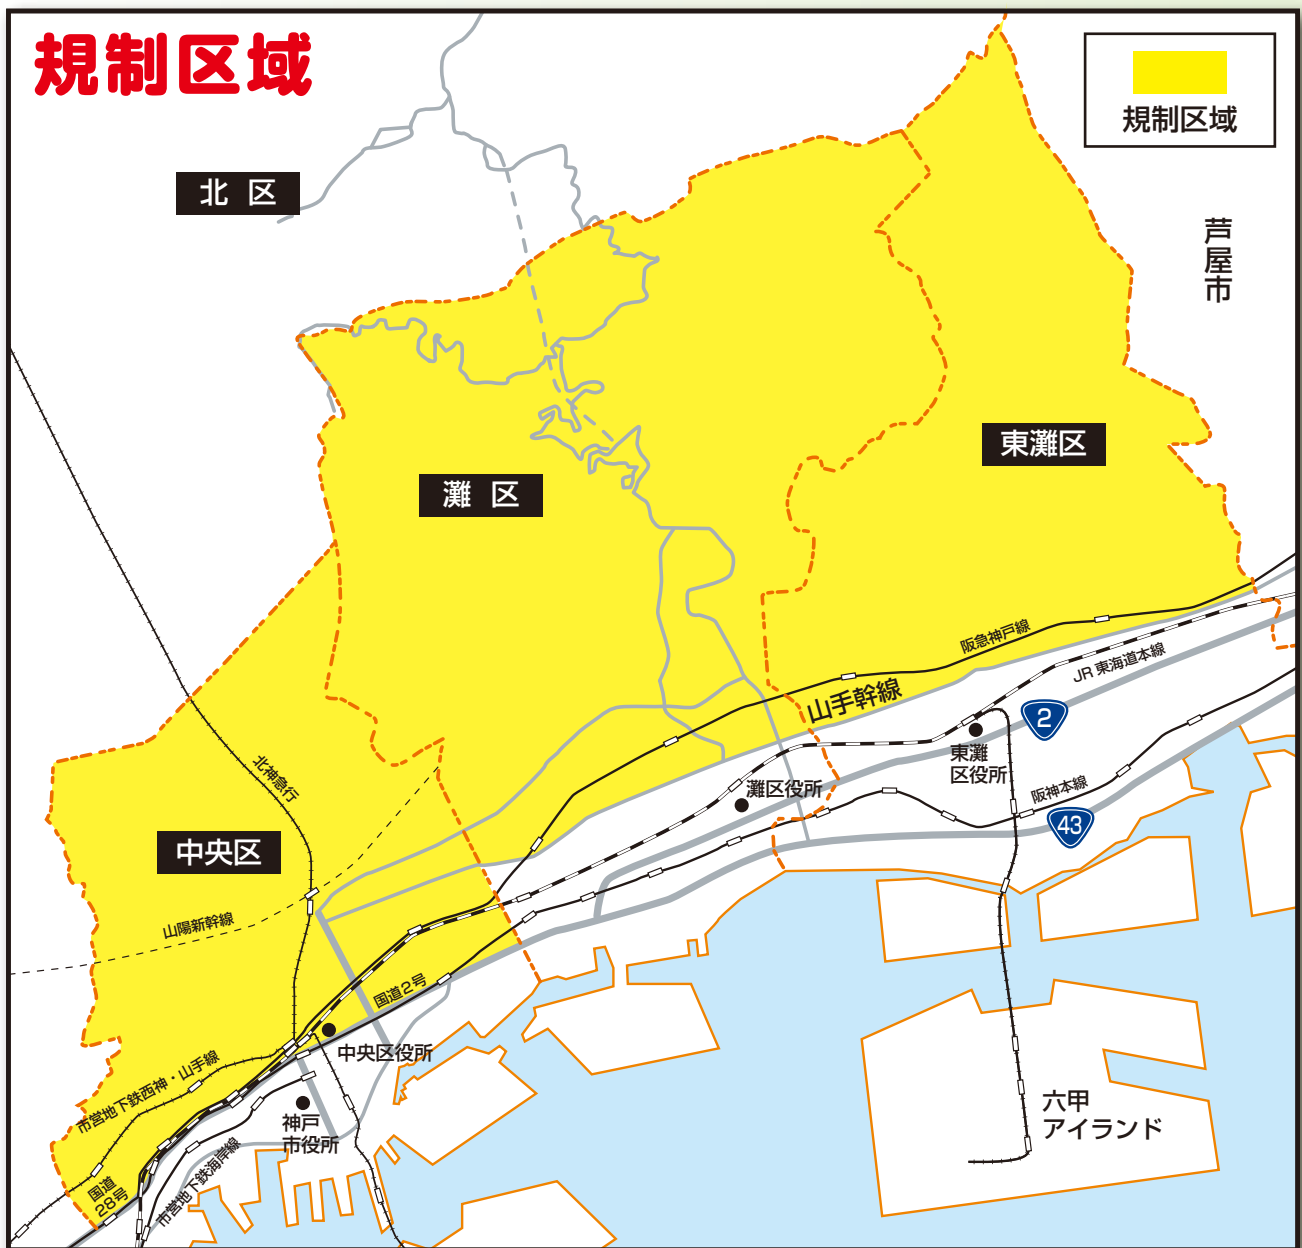 規制区域
規制区域
北 区
芦屋市
東灘区
灘 区
阪急神戸線
JR 東海道本線
山手幹線
2
東灘
区役所
灘区役所
阪神本線
43
北神急行
中央区
山陽新幹線
国道2号
中央区役所
市営地下鉄西神・山手線
神戸
市役所
六甲
アイランド
市営地下鉄海岸線
国道
28号